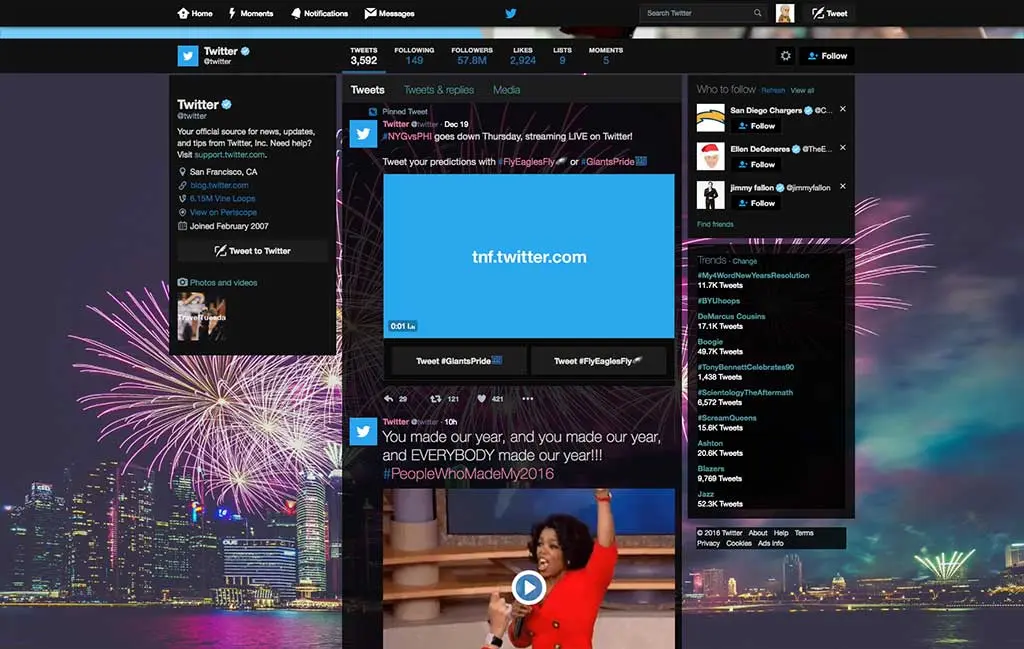 Home
Moments
Notifications
Messages
Search Twitter
Tweet
Twitter
@twitter
TWEETS
3,592
FOLLOWING
149
FOLLOWERS
57.8M
LIKES
2,924
LISTS
9
MOMENTS
5
Follow
Twitter
@twitter
Your official source for news, updates,
and tips from Twitter, Inc. Need help?
Visit support.twitter.com.
San Francisco, CA
blog.twitter.com
6.15M Vine Loops
View on Periscope
Joined February 2007
Tweet to Twitter
Photos and videos
TravelTuesda
Tweets
Tweets & replies
Media
Pinned Tweet
Twitter @twitter · Dec 19
#NYGvsPHI goes down Thursday, streaming LIVE on Twitter!
Tweet your predictions with #FlyEaglesFly or #GiantsPride
tnf.twitter.com
0:01
Tweet #GiantsPride
Tweet #FlyEaglesFly
29
121
421
Twitter @twitter · 10h
You made our year, and you made our year,
and EVERYBODY made our year!!!
#PeopleWhoMadeMy2016
Who to follow · Refresh · View all
San Diego Chargers @C...
Follow
Ellen DeGeneres @TheE...
Follow
jimmy fallon @jimmyfallon
Follow
Find friends
Trends · Change
#My4WordNewYearsResolution
11.7K Tweets
#BYUhoops
DeMarcus Cousins
17.1K Tweets
Boogie
49.7K Tweets
#TonyBennettCelebrates90
1,438 Tweets
#ScientologyTheAftermath
6,572 Tweets
#ScreamQueens
15.6K Tweets
Ashton
20.6K Tweets
Blazers
9,769 Tweets
Jazz
52.3K Tweets
© 2016 Twitter About Help Terms
Privacy Cookies Ads info